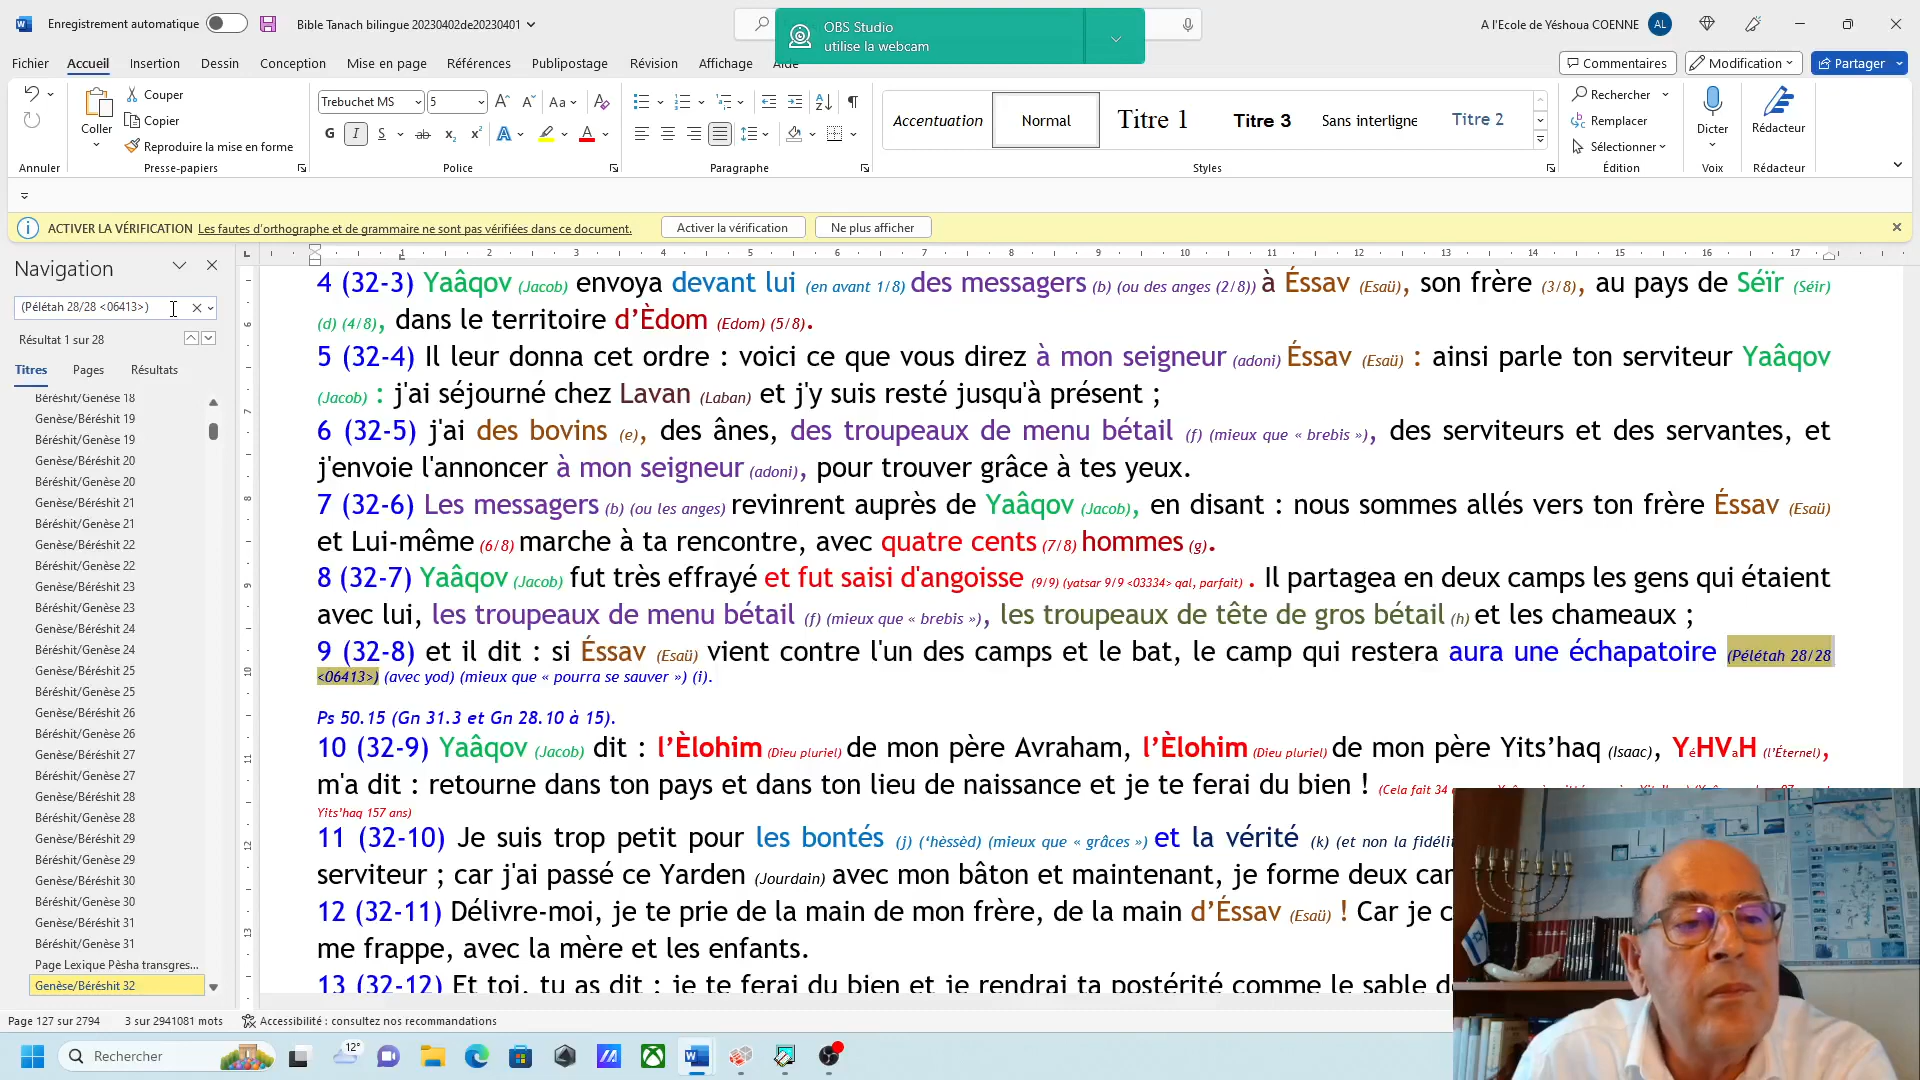 Enregistrement automatique
Bible Tanach bilingue 20230402de20230401
OBS Studio
utilise la webcam
A l'Ecole de Yéshoua COENNE
AL
Fichier Accueil Insertion Dessin Conception Mise en page Références Publipostage Révision Affichage Aide
Commentaires Modification Partager
Coller
Couper
Copier
Reproduire la mise en forme
Trebuchet MS 5
Accentuation Normal Titre 1 Titre 3 Sans interligne Titre 2
Rechercher
Remplacer
Sélectionner
Dicter
Rédacteur
Annuler Presse-papiers Police Paragraphe Styles Édition Voix Rédacteur
ACTIVER LA VÉRIFICATION Les fautes d'orthographe et de grammaire ne sont pas vérifiées dans ce document. Activer la vérification Ne plus afficher
Navigation
(Pélétah 28/28 <06413>)
Résultat 1 sur 28
Titres Pages Résultats
Béréshit/Genèse 18
Genèse/Béréshit 19
Béréshit/Genèse 19
Genèse/Béréshit 20
Béréshit/Genèse 20
Genèse/Béréshit 21
Béréshit/Genèse 21
Genèse/Béréshit 22
Béréshit/Genèse 22
Genèse/Béréshit 23
Béréshit/Genèse 23
Genèse/Béréshit 24
Béréshit/Genèse 24
Genèse/Béréshit 25
Béréshit/Genèse 25
Genèse/Béréshit 26
Béréshit/Genèse 26
Genèse/Béréshit 27
Béréshit/Genèse 27
Genèse/Béréshit 28
Béréshit/Genèse 28
Genèse/Béréshit 29
Béréshit/Genèse 29
Genèse/Béréshit 30
Béréshit/Genèse 30
Genèse/Béréshit 31
Béréshit/Genèse 31
Page Lexique Pèsha transgres...
Genèse/Béréshit 32
4 (32-3) Yaâqov (Jacob) envoya devant lui (en avant 1/8) des messagers (b) (ou des anges (2/8)) à Éssav (Esaü), son frère (3/8), au pays de Séïr (Séir)
(d) (4/8), dans le territoire d’Èdom (Edom) (5/8).
5 (32-4) Il leur donna cet ordre : voici ce que vous direz à mon seigneur (adoni) Éssav (Esaü) : ainsi parle ton serviteur Yaâqov
(Jacob) : j'ai séjourné chez Lavan (Laban) et j'y suis resté jusqu'à présent ;
6 (32-5) j'ai des bovins (e), des ânes, des troupeaux de menu bétail (f) (mieux que « brebis »), des serviteurs et des servantes, et
j'envoie l'annoncer à mon seigneur (adoni), pour trouver grâce à tes yeux.
7 (32-6) Les messagers (b) (ou les anges) revinrent auprès de Yaâqov (Jacob), en disant : nous sommes allés vers ton frère Éssav (Esaü)
et Lui-même (6/8) marche à ta rencontre, avec quatre cents (7/8) hommes (g).
8 (32-7) Yaâqov (Jacob) fut très effrayé et fut saisi d'angoisse (9/9) (yatsar 9/9 <03334> qal, parfait) . Il partagea en deux camps les gens qui étaient
avec lui, les troupeaux de menu bétail (f) (mieux que « brebis »), les troupeaux de tête de gros bétail (h) et les chameaux ;
9 (32-8) et il dit : si Éssav (Esaü) vient contre l'un des camps et le bat, le camp qui restera aura une échapatoire (Pélétah 28/28
<06413>) (avec yod) (mieux que « pourra se sauver ») (i).
Ps 50.15 (Gn 31.3 et Gn 28.10 à 15).
10 (32-9) Yaâqov (Jacob) dit : l’Èlohim (Dieu pluriel) de mon père Avraham, l’Èlohim (Dieu pluriel) de mon père Yits’haq (Isaac), YéHVaH (l’Éternel),
m'a dit : retourne dans ton pays et dans ton lieu de naissance et je te ferai du bien ! (Cela fait 34
Yits’haq 157 ans)
11 (32-10) Je suis trop petit pour les bontés (j) (‘hèssèd) (mieux que « grâces ») et la vérité (k) (et non la
serviteur ; car j'ai passé ce Yarden (Jourdain) avec mon bâton et maintenant, je forme deux
12 (32-11) Délivre-moi, je te prie de la main de mon frère, de la main d’Éssav (Esaü) ! Car je
me frappe, avec la mère et les enfants.
13 (32-12) Et toi, tu as dit : je te ferai du bien et je rendrai ta postérité comme le sable
Page 127 sur 2794 3 sur 2941081 mots Accessibilité : consultez nos recommandations
Rechercher
12°